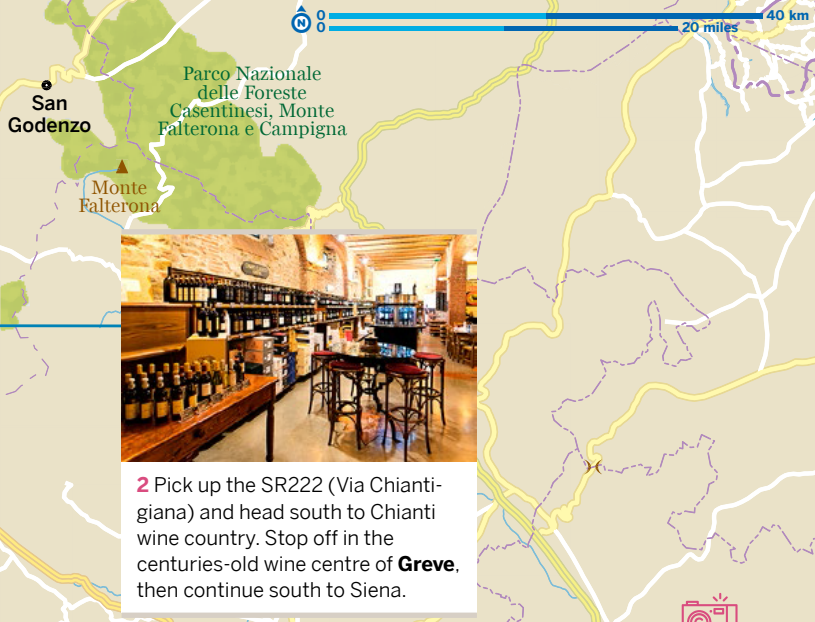 N
0
40 km
0
20 miles
Parco Nazionale
delle Foreste
Casentinesi, Monte
Falterona e Campigna
San
Godenzo
Monte
Falterona
2 Pick up the SR222 (Via Chianti-
giana) and head south to Chianti
wine country. Stop off in the
centuries-old wine centre of Greve,
then continue south to Siena.